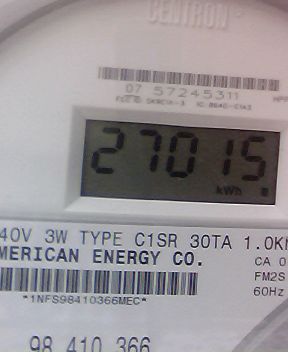 CENTRON
07 57245311
27015
kWh
40V 3W TYPE C1SR 30TA 1.0Kh
MERICAN ENERGY CO.
CA 0
FM2S
*1NFS98410366MEC*
60Hz
98 410 366